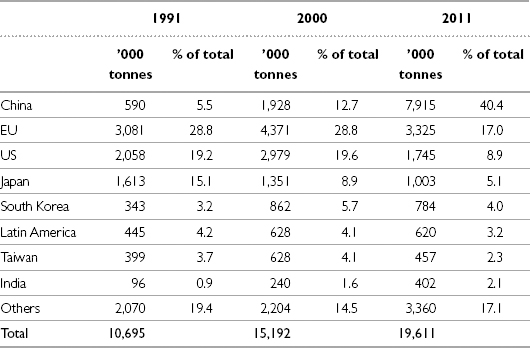 1991 2000 2011
'000 tonnes % of total '000 tonnes % of total '000 tonnes % of total
China 590 5.5 1,928 12.7 7,915 40.4
EU 3,081 28.8 4,371 28.8 3,325 17.0
US 2,058 19.2 2,979 19.6 1,745 8.9
Japan 1,613 15.1 1,351 8.9 1,003 5.1
South Korea 343 3.2 862 5.7 784 4.0
Latin America 445 4.2 628 4.1 620 3.2
Taiwan 399 3.7 628 4.1 457 2.3
India 96 0.9 240 1.6 402 2.1
Others 2,070 19.4 2,204 14.5 3,360 17.1
Total 10,695 15,192 19,611